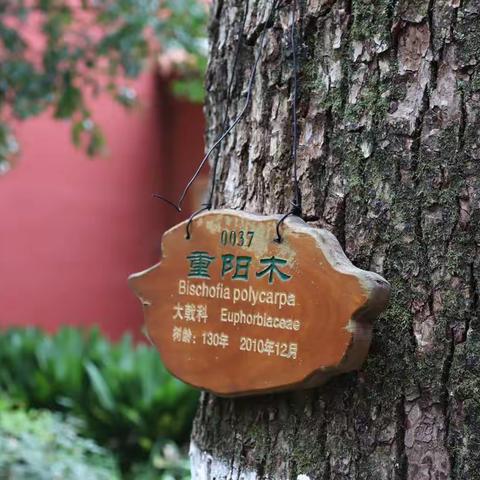 0037
重阳木
Bischofia polycarpa
大戟科 Euphorbiaceae
树龄: 130年 2010年12月